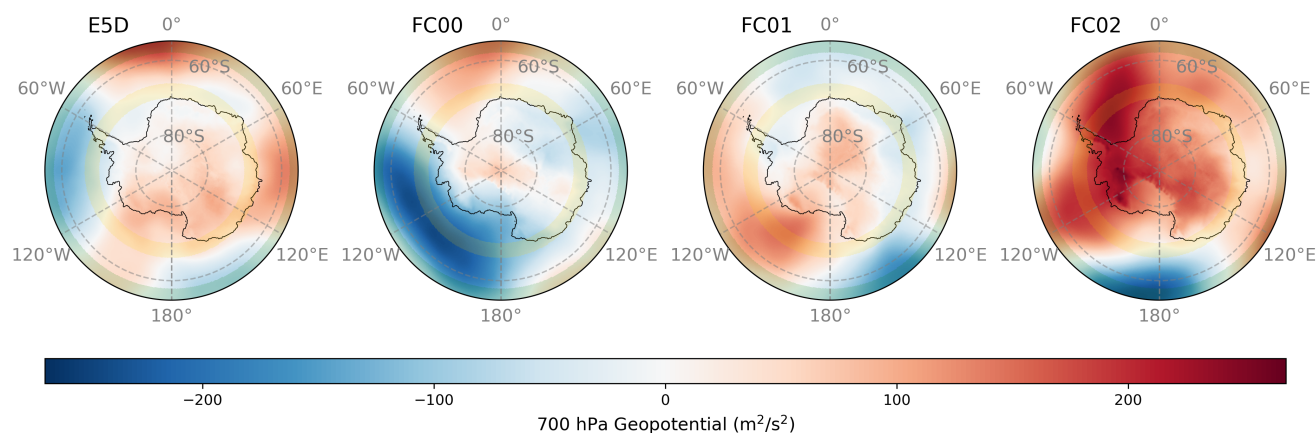 E5D 0° FC00 0° FC01 0° FC02 0°
60°W 60°S 60°E 60°W 60°S 60°E 60°W 60°S 60°E 60°W 60°S 60°E
80°S 80°S 80°S 80°S
120°W 120°E 120°W 120°E 120°W 120°E 120°W 120°E
180° 180° 180° 180°
−200 −100 0 100 200
700 hPa Geopotential (m²/s²)